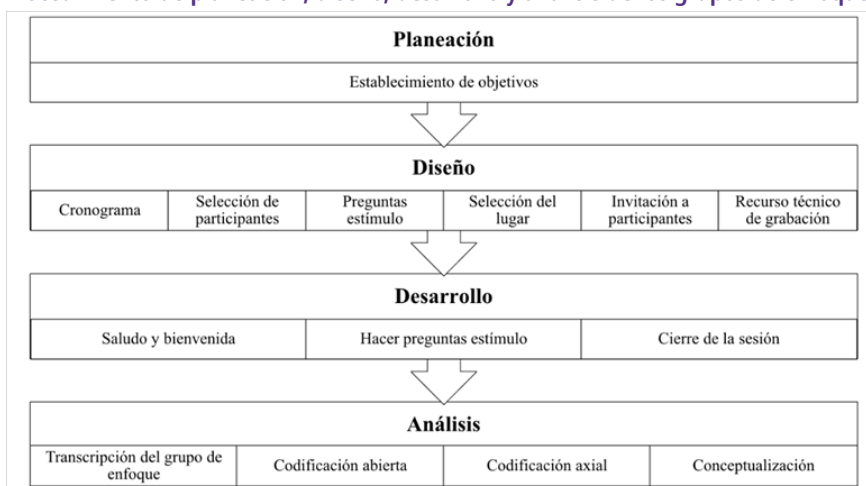 Planeación
Establecimiento de objetivos
Diseño
Cronograma
Selección de
participantes
Preguntas
estímulo
Selección del
lugar
Invitación a
participantes
Recurso técnico
de grabación
Desarrollo
Saludo y bienvenida
Hacer preguntas estímulo
Cierre de la sesión
Análisis
Transcripción del grupo de
enfoque
Codificación abierta
Codificación axial
Conceptualización